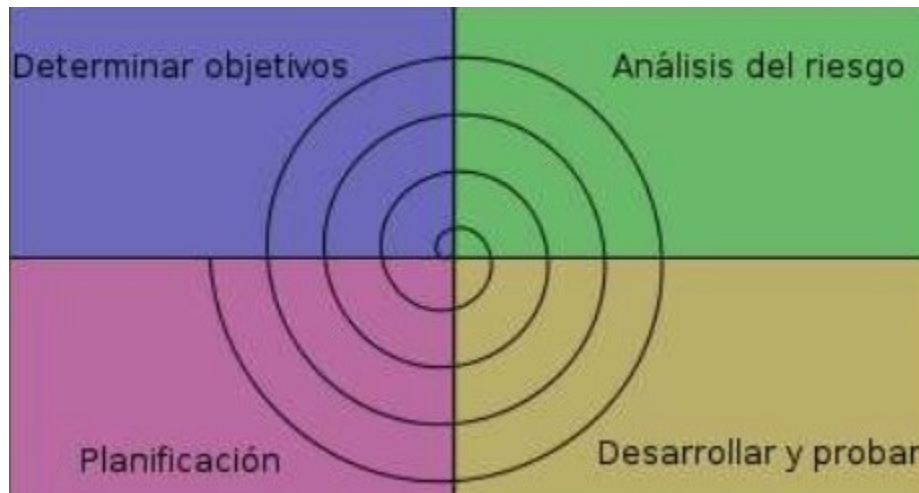 Determinar objetivos
Análisis del riesgo
Planificación
Desarrollar y probar